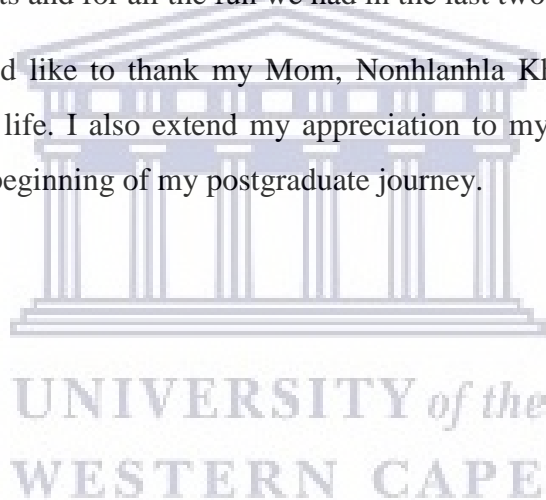 ts and for all the fun we had in the last two
d like to thank my Mom, Nonhlanhla
life. I also extend my appreciation to my
beginning of my postgraduate journey.
UNIVERSITY of the
WESTERN CAPE